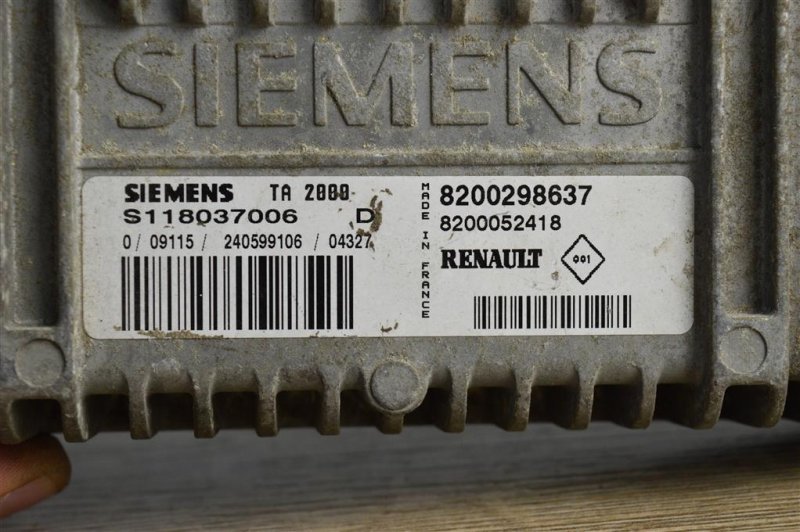 SIEMENS
SIEMENS TA 2000
S118037006 D
0/ 09115 / 240599106 / 04327
MADE IN FRANCE
8200298637
8200052418
RENAULT 001